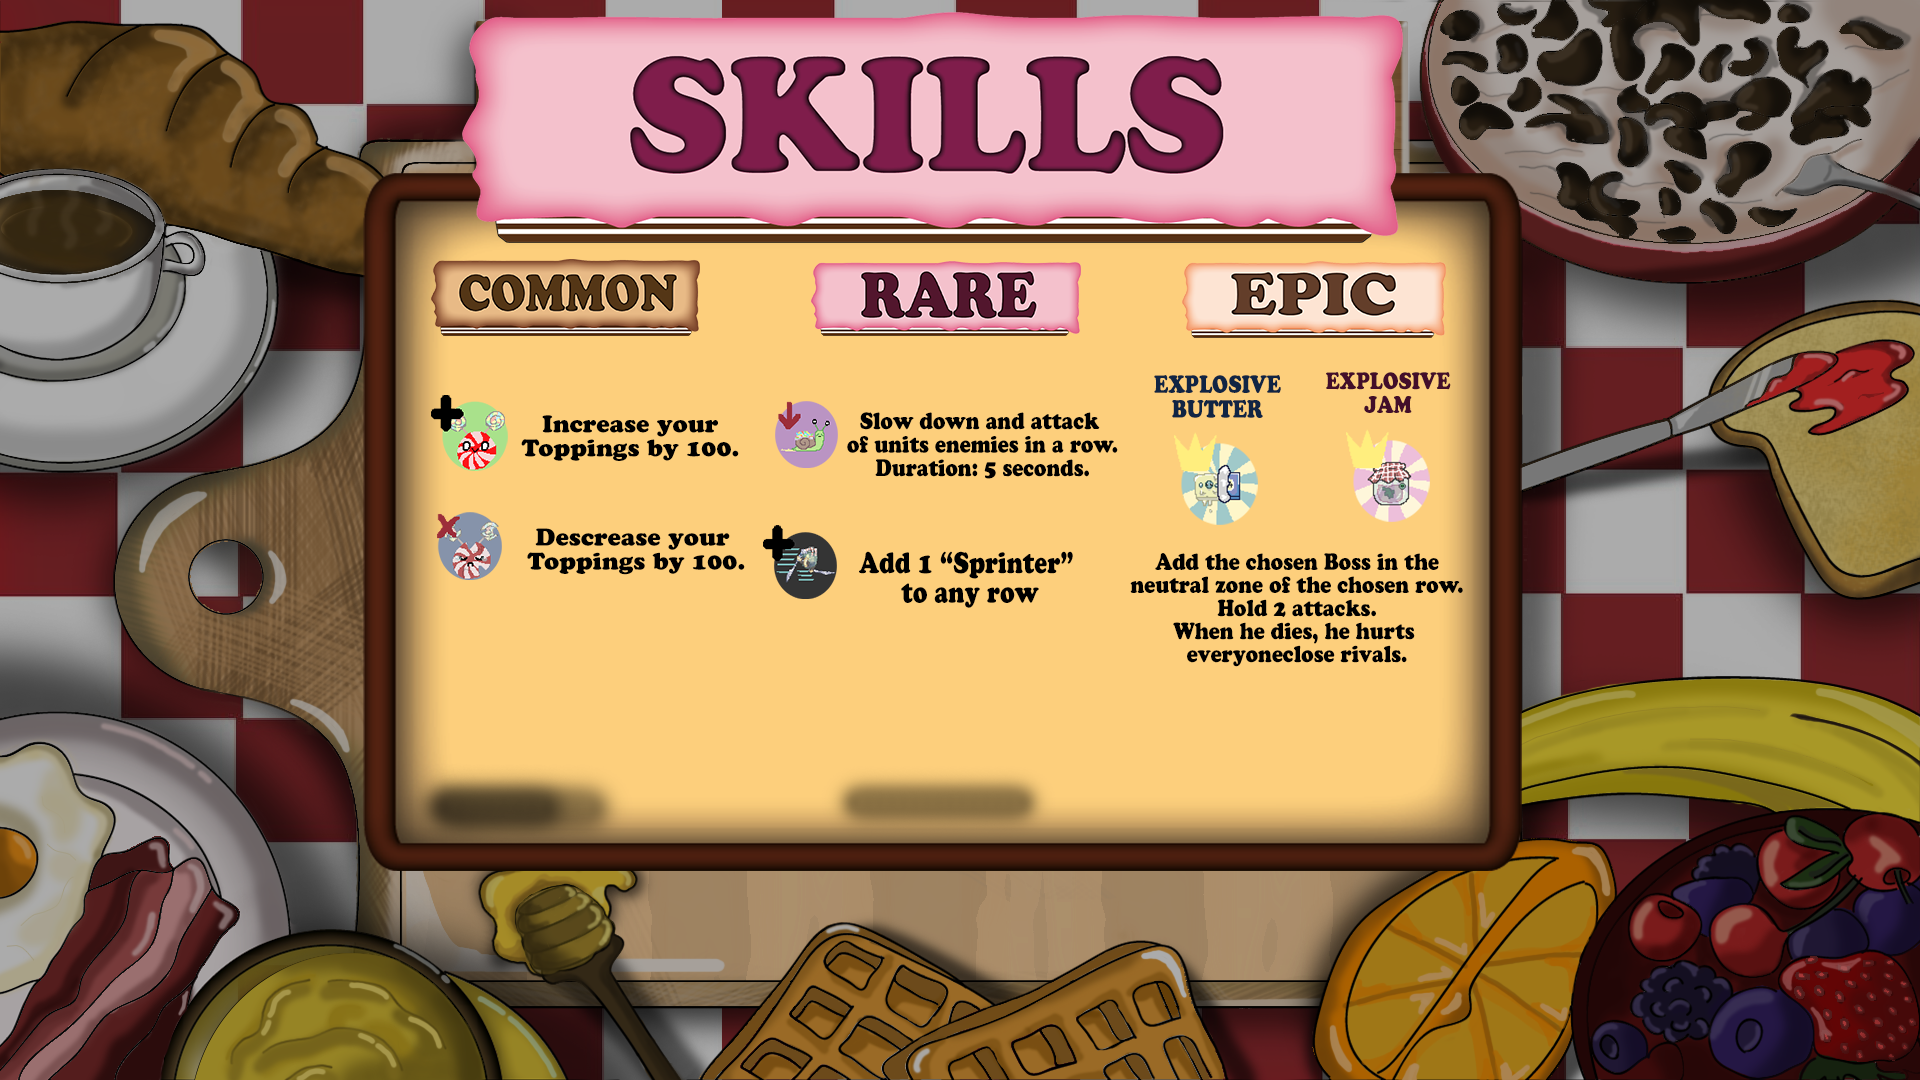 SKILLS
COMMON
Increase your
Toppings by 100.
Descrease your
Toppings by 100.
RARE
Slow down and attack
of units enemies in a row.
Duration: 5 seconds.
Add 1 “Sprinter”
to any row
EPIC
EXPLOSIVE
BUTTER
EXPLOSIVE
JAM
Add the chosen Boss in the
neutral zone of the chosen row.
Hold 2 attacks.
When he dies, he hurts
everyoneclose rivals.